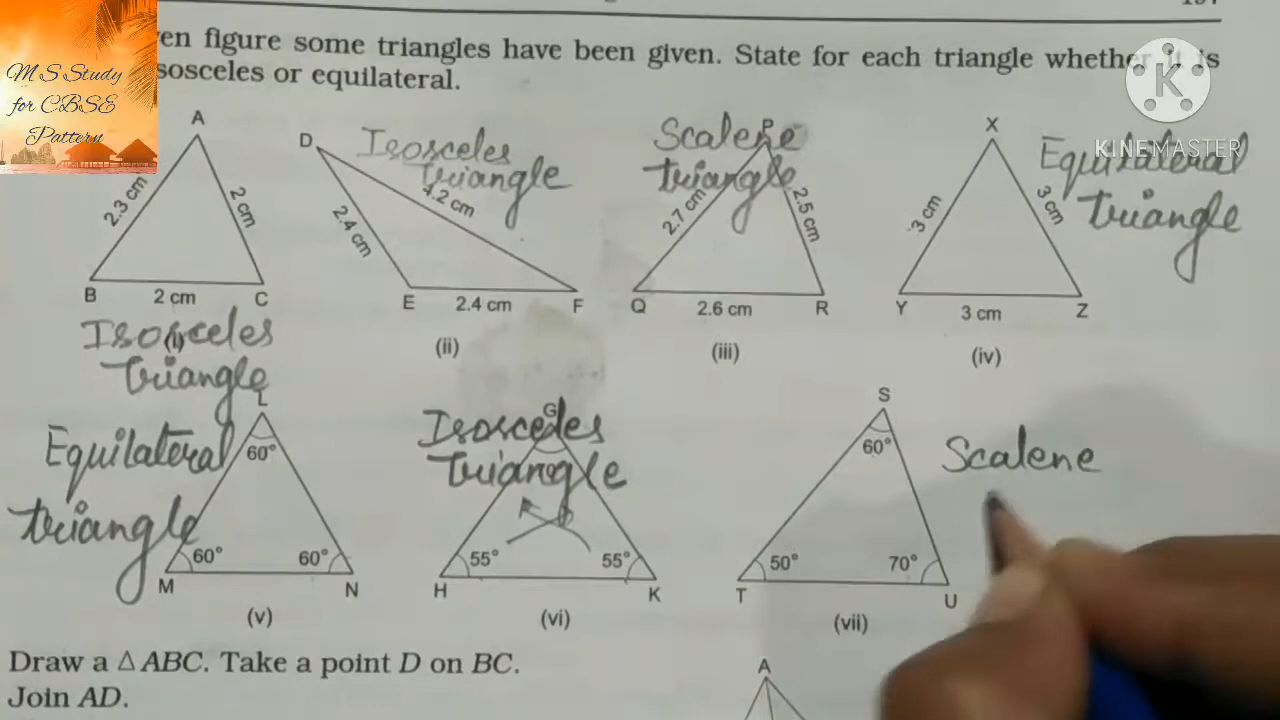 ven figure some triangles have been given. State for each triangle whether it is
sosceles or equilateral.
M S Study
for CBSE
Pattern
KINEMASTER
A
2.3 cm
2 cm
B
2 cm
C
(i)
Isosceles
Triangle
D
Isosceles
Triangle
4.2 cm
2.4 cm
E
2.4 cm
F
(ii)
Scalene
triangle
P
2.7 cm
2.5 cm
Q
2.6 cm
R
(iii)
X
Equilateral
triangle
3 cm
3 cm
Y
3 cm
Z
(iv)
L
60°
Equilateral
triangle
60°
60°
M
N
(v)
G
Isosceles
Triangle
55°
55°
H
K
(vi)
S
60°
Scalene
50°
70°
T
U
(vii)
Draw a △ ABC. Take a point D on BC.
Join AD.
A